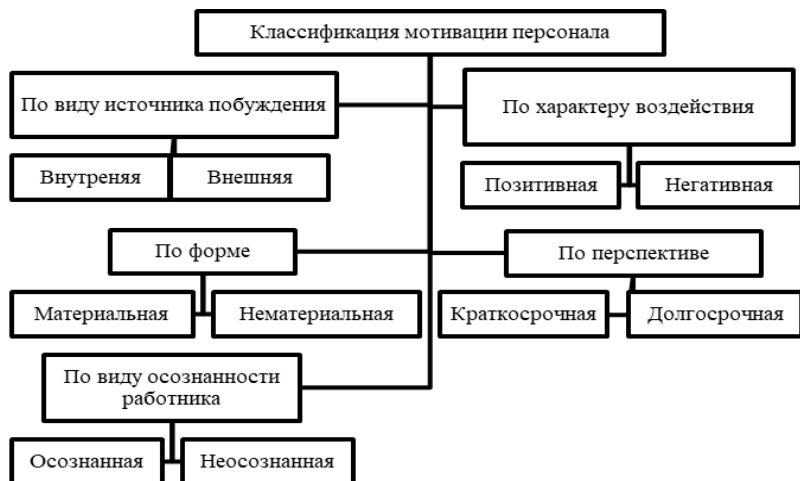 Классификация мотивации персонала
По виду источника побуждения
По характеру воздействия
Внутреняя
Внешняя
Позитивная
Негативная
По форме
По перспективе
Материальная
Нематериальная
Краткосрочная
Долгосрочная
По виду осознанности
работника
Осознанная
Неосознанная